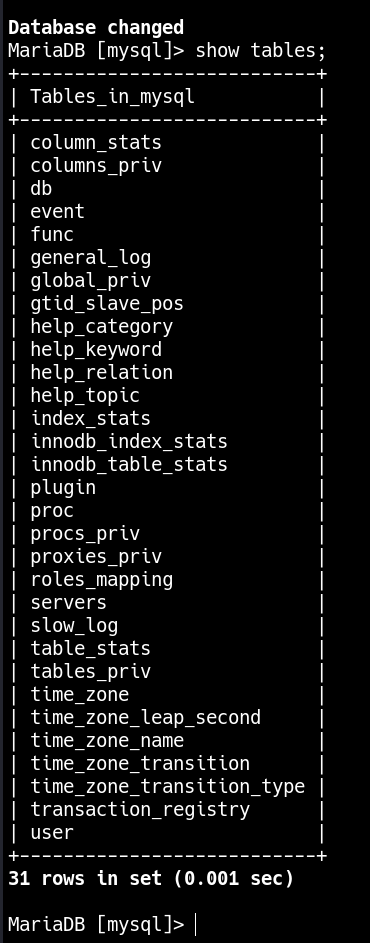 Database changed
MariaDB [mysql]> show tables;
+---------------------------+
| Tables_in_mysql           |
+---------------------------+
| column_stats              |
| columns_priv              |
| db                        |
| event                     |
| func                      |
| general_log               |
| global_priv               |
| gtid_slave_pos            |
| help_category             |
| help_keyword              |
| help_relation             |
| help_topic                |
| index_stats               |
| innodb_index_stats        |
| innodb_table_stats        |
| plugin                    |
| proc                      |
| procs_priv                |
| proxies_priv              |
| roles_mapping             |
| servers                   |
| slow_log                  |
| table_stats               |
| tables_priv               |
| time_zone                 |
| time_zone_leap_second     |
| time_zone_name            |
| time_zone_transition      |
| time_zone_transition_type |
| transaction_registry      |
| user                      |
+---------------------------+
31 rows in set (0.001 sec)
MariaDB [mysql]>